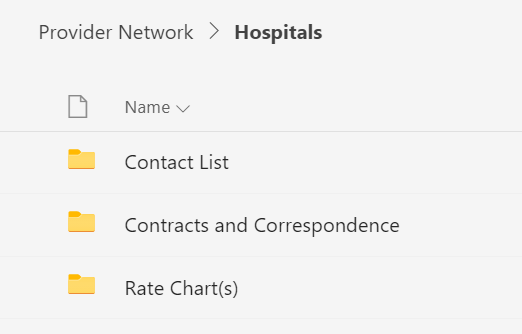 Provider Network > Hospitals
Name
Contact List
Contracts and Correspondence
Rate Chart(s)